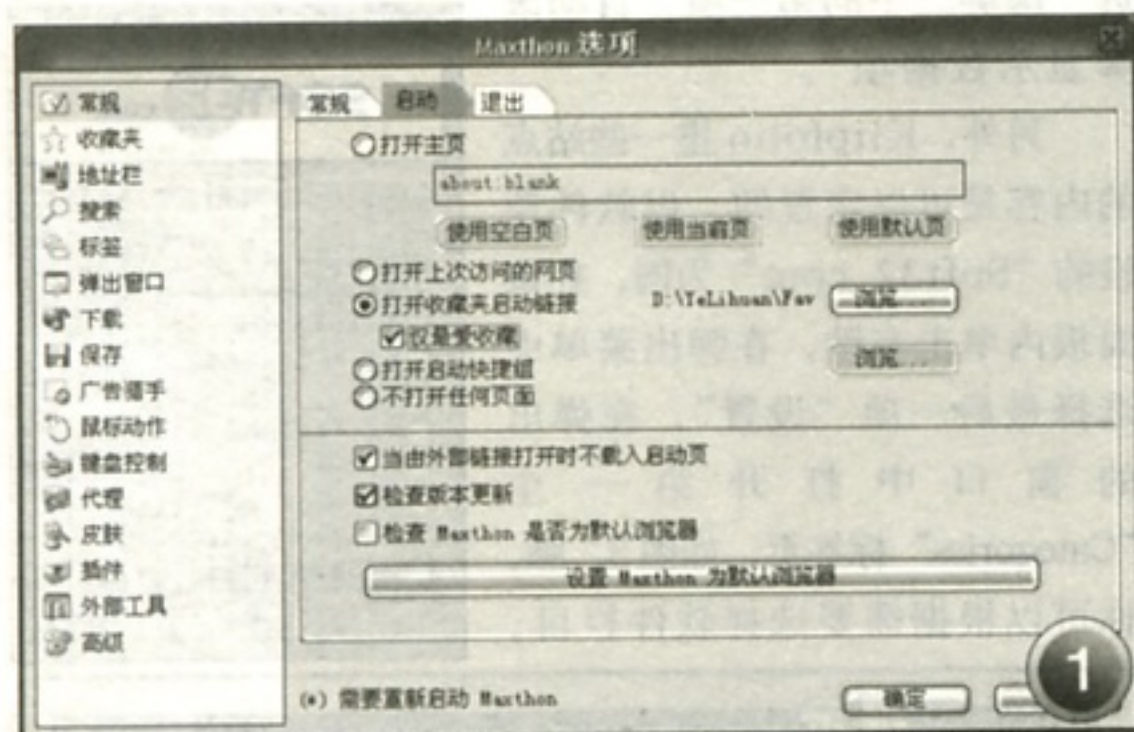 Maxthon 选项
常规
收藏夹
地址栏
搜索
标签
弹出窗口
下载
保存
广告猎手
鼠标动作
键盘控制
代理
皮肤
插件
外部工具
高级
常规 启动 退出
打开主页
about:blank
使用空白页 使用当前页 使用默认页
打开上次访问的网页
打开收藏夹启动链接 D:\YeLihuan\Fav 浏览...
仅最爱收藏
浏览...
打开启动快捷组
不打开任何页面
当由外部链接打开时不载入启动页
检查版本更新
检查 Maxthon 是否为默认浏览器
设置 Maxthon 为默认浏览器
(*) 需要重新启动 Maxthon 确定
1